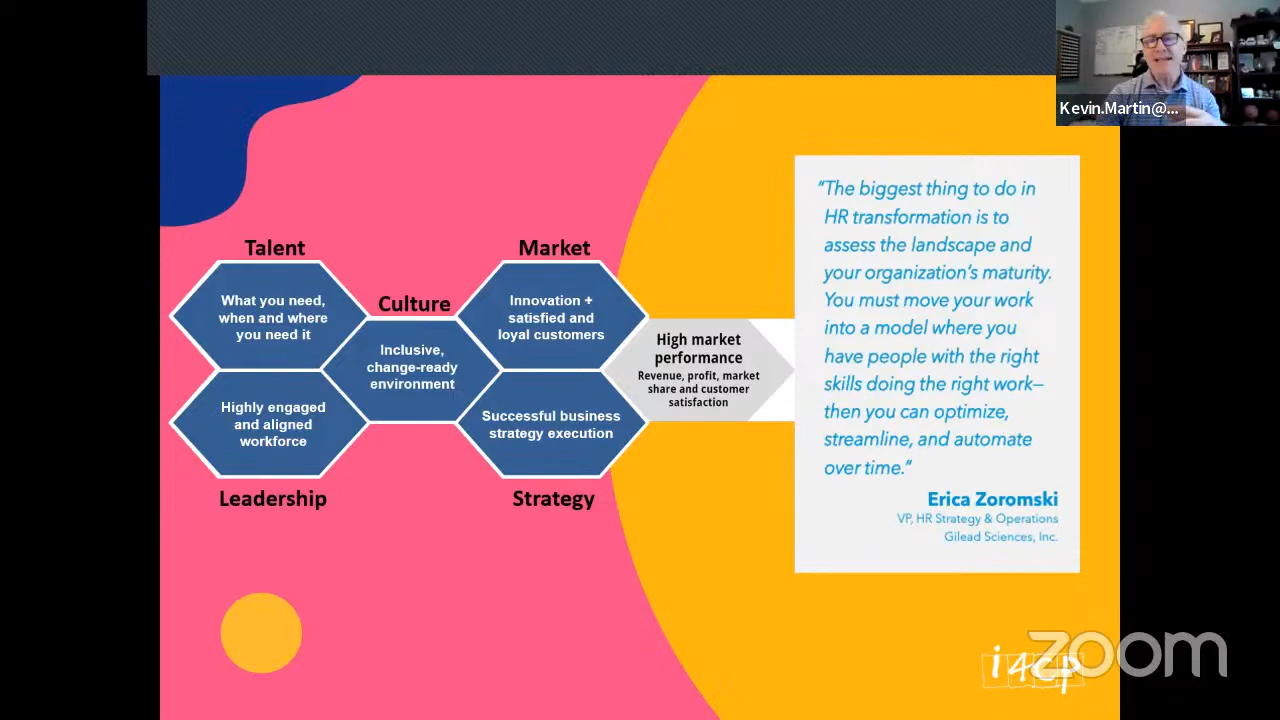 Kevin.Martin@...
Talent
What you need,
when and where
you need it
Highly engaged
and aligned
workforce
Leadership
Culture
Inclusive,
change-ready
environment
Market
Innovation +
satisfied and
loyal customers
Successful business
strategy execution
Strategy
High market
performance
Revenue, profit, market
share and customer
satisfaction
“The biggest thing to do in
HR transformation is to
assess the landscape and
your organization’s maturity.
You must move your work
into a model where you
have people with the right
skills doing the right work—
then you can optimize,
streamline, and automate
over time.”
Erica Zoromski
VP, HR Strategy & Operations
Gilead Sciences, Inc.
i4cp
zoom